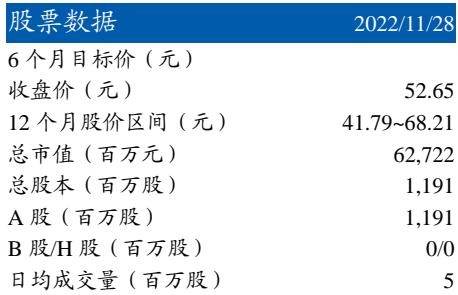 股票数据 2022/11/28
6 个月目标价（元）
收盘价（元） 52.65
12 个月股价区间（元） 41.79~68.21
总市值（百万元） 62,722
总股本（百万股） 1,191
A 股（百万股） 1,191
B 股/H 股（百万股） 0/0
日均成交量（百万股） 5